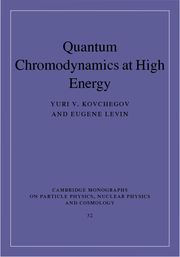 Quantum
Chromodynamics at High
Energy
YURI V. KOVCHEGOV
AND EUGENE LEVIN
CAMBRIDGE MONOGRAPHS
ON PARTICLE PHYSICS, NUCLEAR PHYSICS
AND COSMOLOGY
32